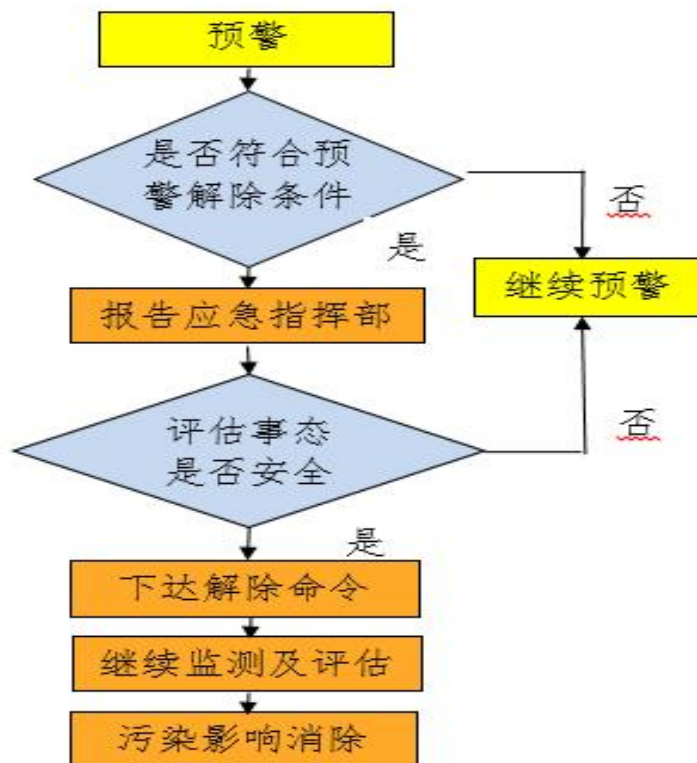 预警
是否符合预
警解除条件
否
是
报告应急指挥部
继续预警
评估事态
是否安全
否
是
下达解除命令
继续监测及评估
污染影响消除